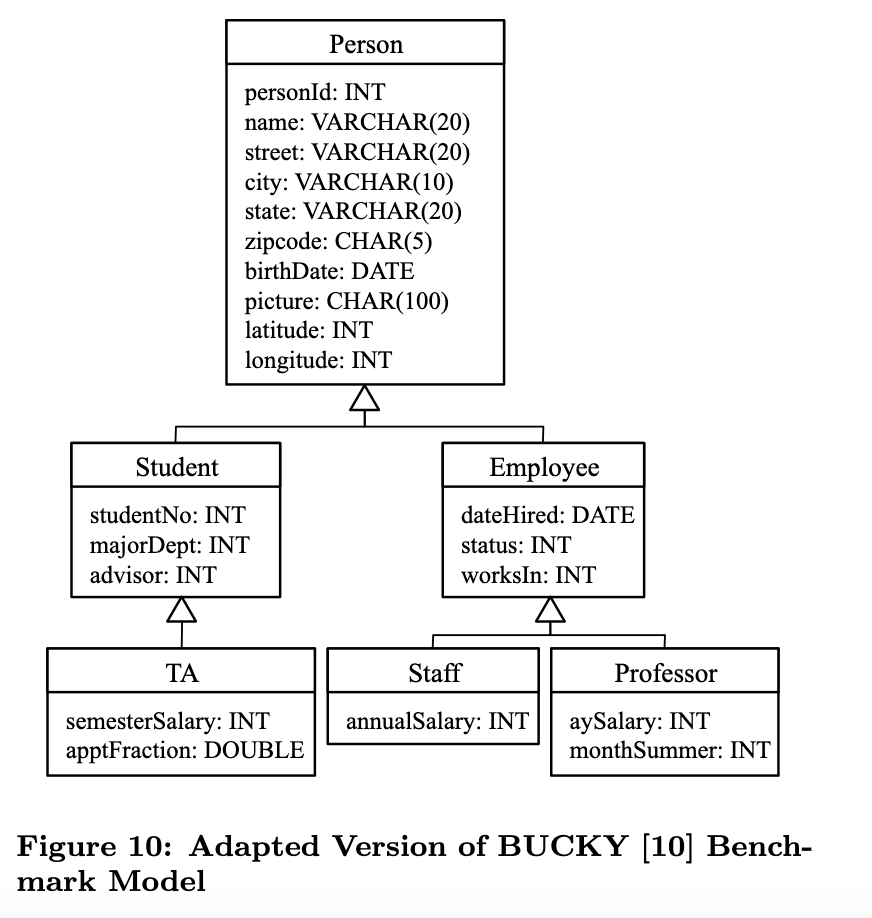 Person
personId: INT
name: VARCHAR(20)
street: VARCHAR(20)
city: VARCHAR(10)
state: VARCHAR(20)
zipcode: CHAR(5)
birthDate: DATE
picture: CHAR(100)
latitude: INT
longitude: INT
Student
studentNo: INT
majorDept: INT
advisor: INT
Employee
dateHired: DATE
status: INT
worksIn: INT
TA
semesterSalary: INT
apptFraction: DOUBLE
Staff
annualSalary: INT
Professor
aySalary: INT
monthSummer: INT
Figure 10: Adapted Version of BUCKY [10] Bench-
mark Model